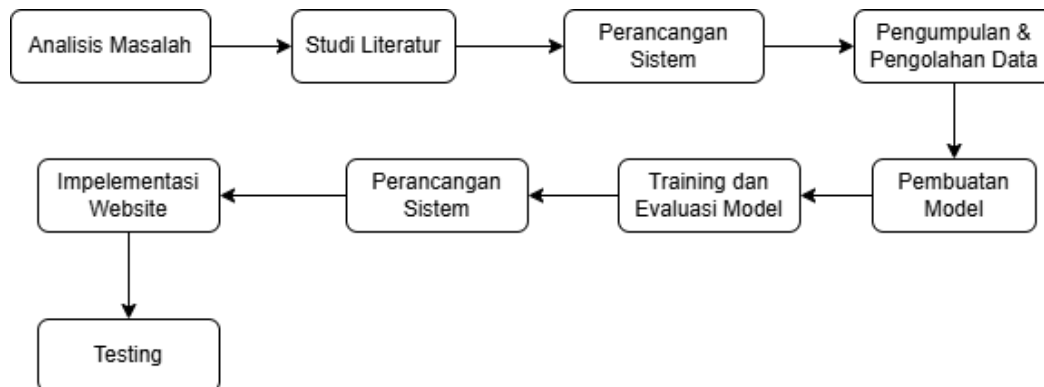 Analisis Masalah
Studi Literatur
Perancangan
Sistem
Pengumpulan &
Pengolahan Data
Pembuatan
Model
Training dan
Evaluasi Model
Perancangan
Sistem
Impelementasi
Website
Testing